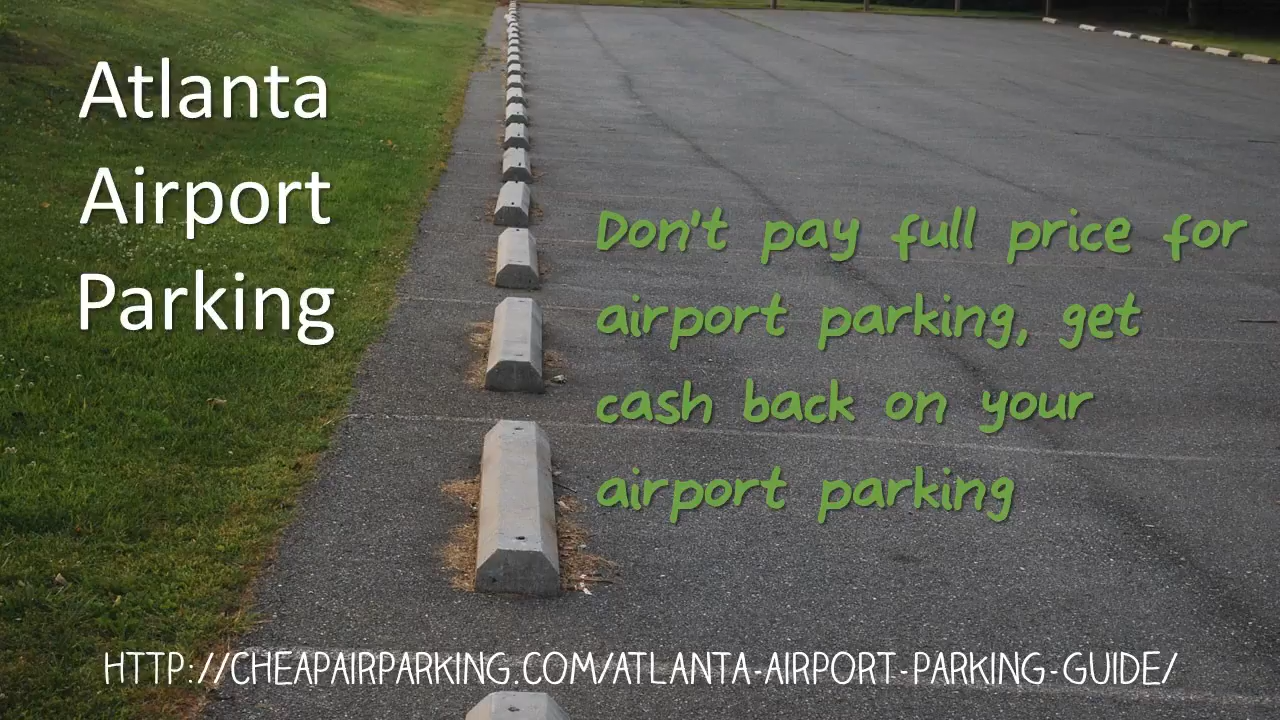 Atlanta
Airport
Parking
Don't pay full price for
airport parking, get
cash back on your
airport parking
HTTP://CHEAPAIRPARKING.COM/ATLANTA-AIRPORT-PARKING-GUIDE/